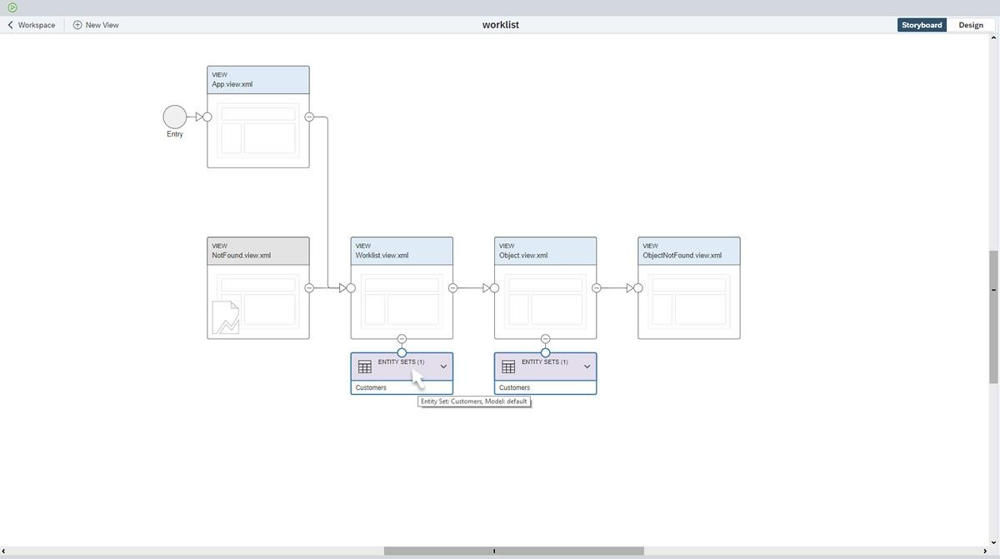 Workspace
New View
worklist
Storyboard
Design
VIEW
App.view.xml
Entry
VIEW
NotFound.view.xml
VIEW
Worklist.view.xml
VIEW
Object.view.xml
VIEW
ObjectNotFound.view.xml
ENTITY SETS (1)
Customers
ENTITY SETS (1)
Customers
Entity Set: Customers, Model: default